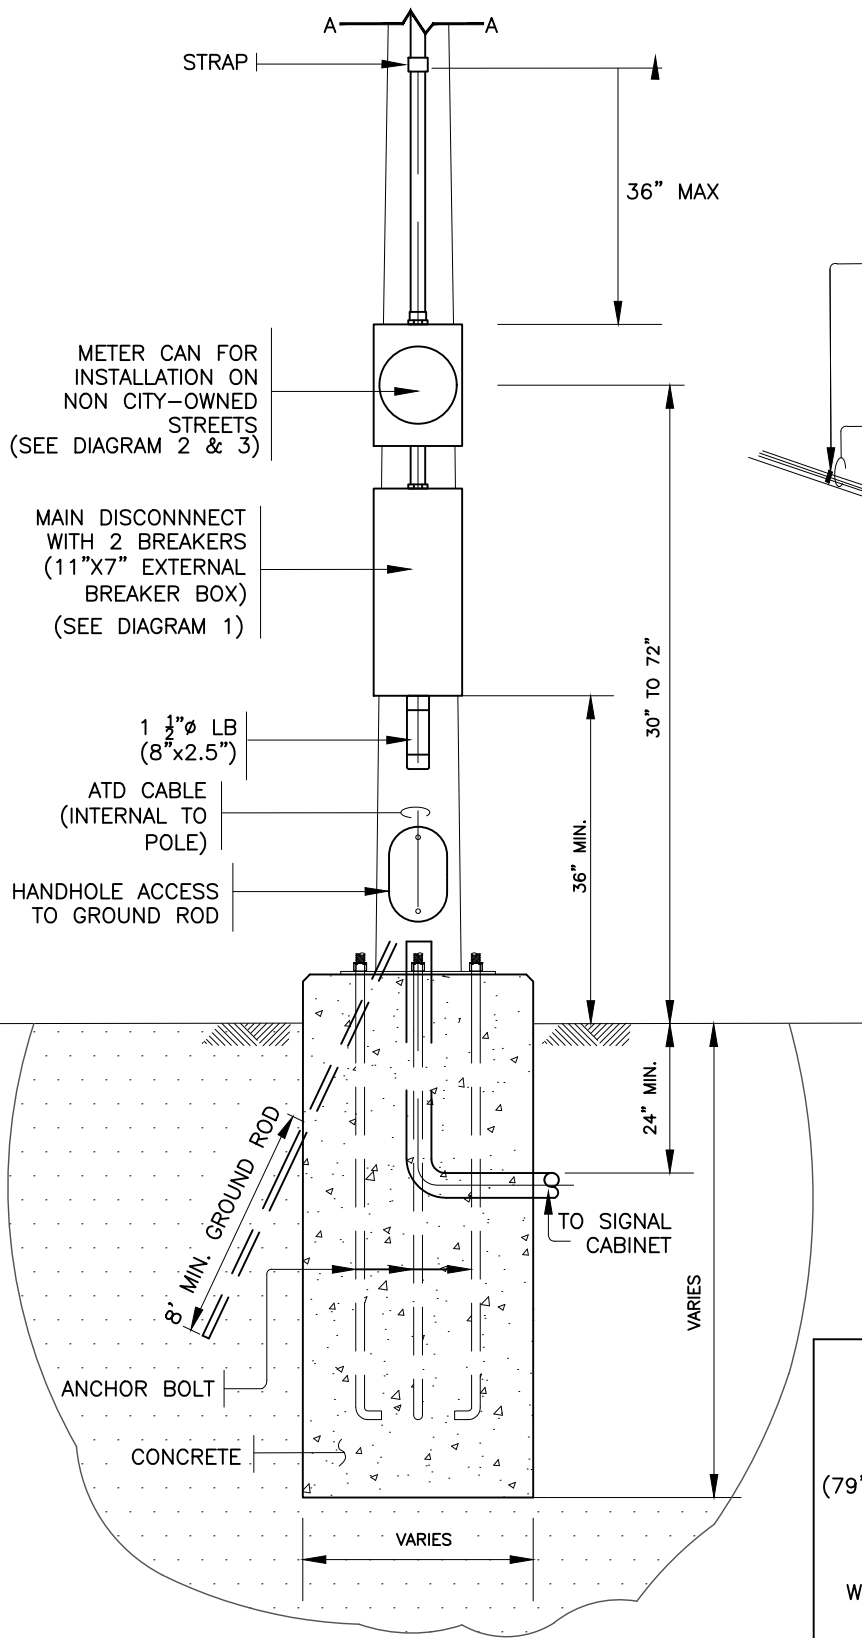 A A
STRAP
36” MAX
METER CAN FOR
INSTALLATION ON
NON CITY-OWNED
STREETS
(SEE DIAGRAM 2 & 3)
MAIN DISCONNNECT
WITH 2 BREAKERS
(11”X7” EXTERNAL
BREAKER BOX)
(SEE DIAGRAM 1)
30” TO 72”
1 1/2”ø LB
(8”x2.5”)
ATD CABLE
(INTERNAL TO
POLE)
36” MIN.
HANDHOLE ACCESS
TO GROUND ROD
24” MIN.
8’ MIN. GROUND ROD
TO SIGNAL
CABINET
VARIES
ANCHOR BOLT
CONCRETE
(79”
VARIES
W